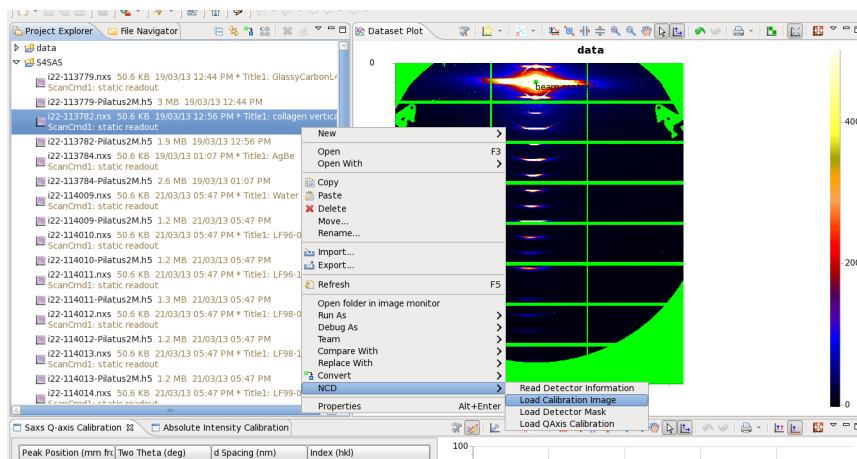 Project Explorer
File Navigator
Dataset Plot
data
S4SAS
i22-113779.nxs 50.6 KB 19/03/13 12:44 PM * Title1: GlassyCarbonL
ScanCmd1: static readout
i22-113779-Pilatus2M.h5 3 MB 19/03/13 12:44 PM
i22-113782.nxs 50.6 KB 19/03/13 12:56 PM * Title1: collagen vertica
ScanCmd1: static readout
i22-113782-Pilatus2M.h5 1.9 MB 19/03/13 12:56 PM
i22-113784.nxs 50.6 KB 19/03/13 01:07 PM * Title1: AgBe
ScanCmd1: static readout
i22-113784-Pilatus2M.h5 2.6 MB 19/03/13 01:07 PM
i22-114009.nxs 50.6 KB 21/03/13 05:47 PM * Title1: Water
ScanCmd1: static readout
i22-114009-Pilatus2M.h5 1.2 MB 21/03/13 05:47 PM
i22-114010.nxs 50.6 KB 21/03/13 05:47 PM * Title1: LF96-0
ScanCmd1: static readout
i22-114010-Pilatus2M.h5 1.2 MB 21/03/13 05:47 PM
i22-114011.nxs 50.6 KB 21/03/13 05:47 PM * Title1: LF96-1
ScanCmd1: static readout
i22-114011-Pilatus2M.h5 1.3 MB 21/03/13 05:47 PM
i22-114012.nxs 50.6 KB 21/03/13 05:47 PM * Title1: LF98-0
ScanCmd1: static readout
i22-114012-Pilatus2M.h5 1.2 MB 21/03/13 05:47 PM
i22-114013.nxs 50.6 KB 21/03/13 05:47 PM * Title1: LF98-1
ScanCmd1: static readout
i22-114013-Pilatus2M.h5 1.2 MB 21/03/13 05:47 PM
i22-114014.nxs 50.6 KB 21/03/13 05:47 PM * Title1: LF99-0
ScanCmd1: static readout
New
Open F3
Open With
Copy
Paste
Delete
Move...
Rename...
Import...
Export...
Refresh F5
Open folder in image monitor
Run As
Debug As
Team
Compare With
Replace With
Convert
NCD
Properties Alt+Enter
Read Detector Information
Load Calibration Image
Load Detector Mask
Load QAxis Calibration
data
0
beam centre
400
200
0
Saxs Q-axis Calibration
Absolute Intensity Calibration
Peak Position (mm frc
Two Theta (deg)
d Spacing (nm)
Index (hkl)
100